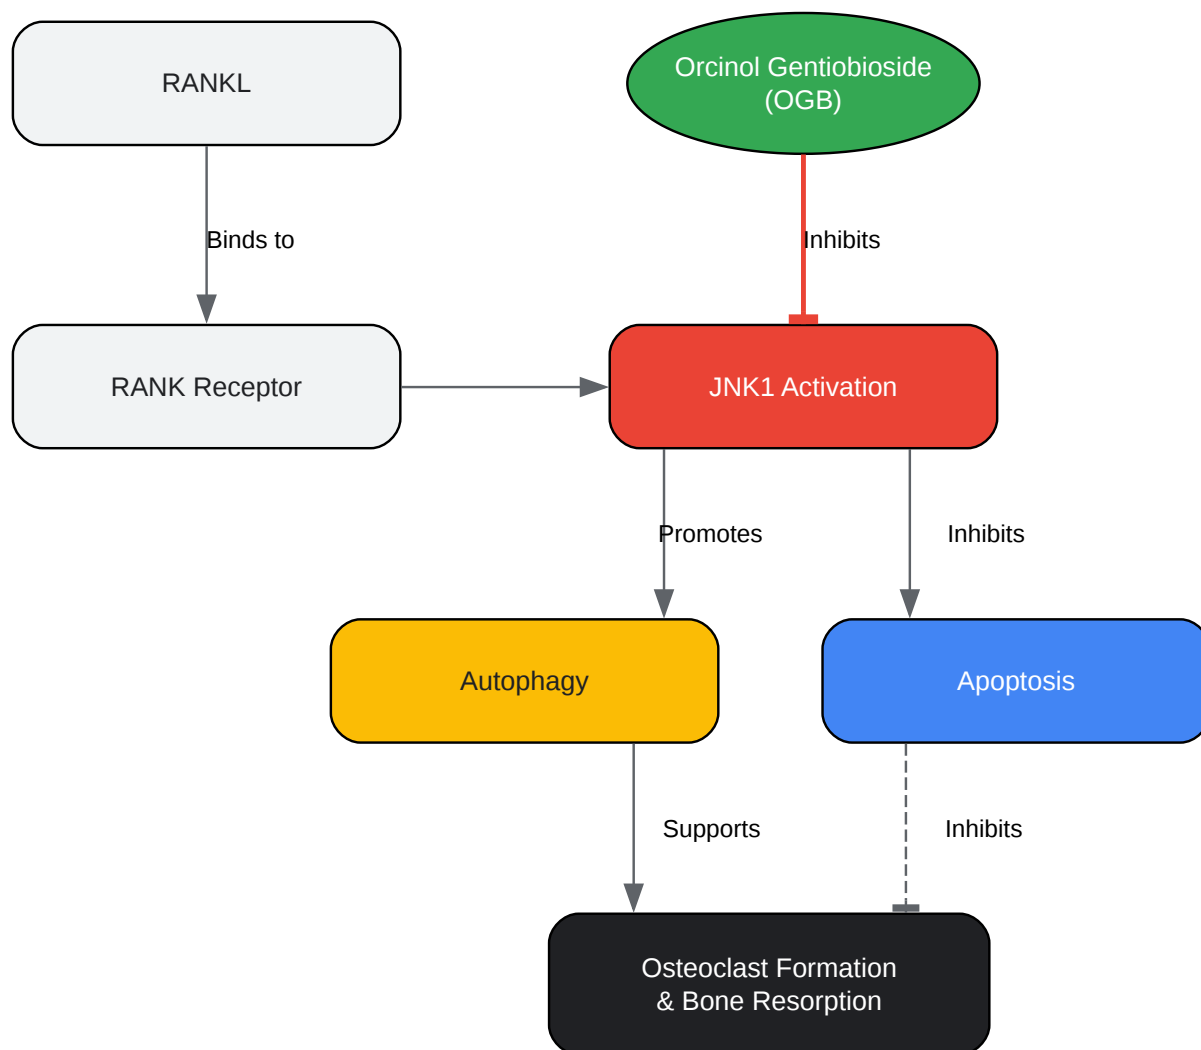 RANKL
Orcinol Gentiobioside
(OGB)
Binds to
Inhibits
RANK Receptor
JNK1 Activation
Promotes
Inhibits
Autophagy
Apoptosis
Supports
Inhibits
Osteoclast Formation
& Bone Resorption